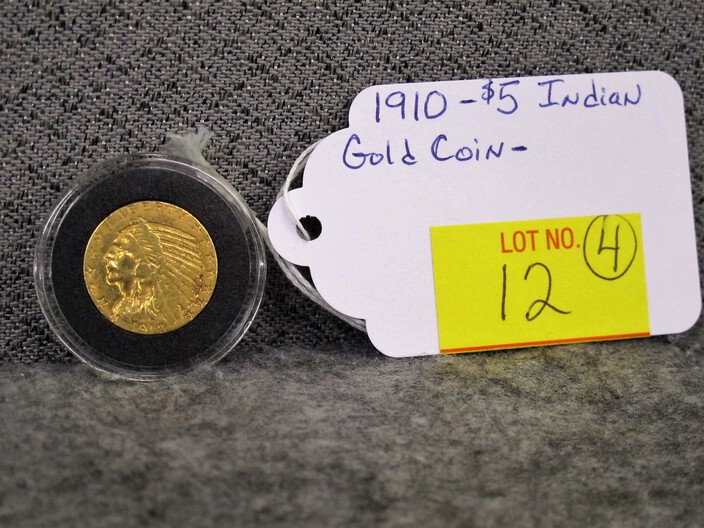 1910 - $5 Indian
Gold Coin -
LOT NO. 4
12